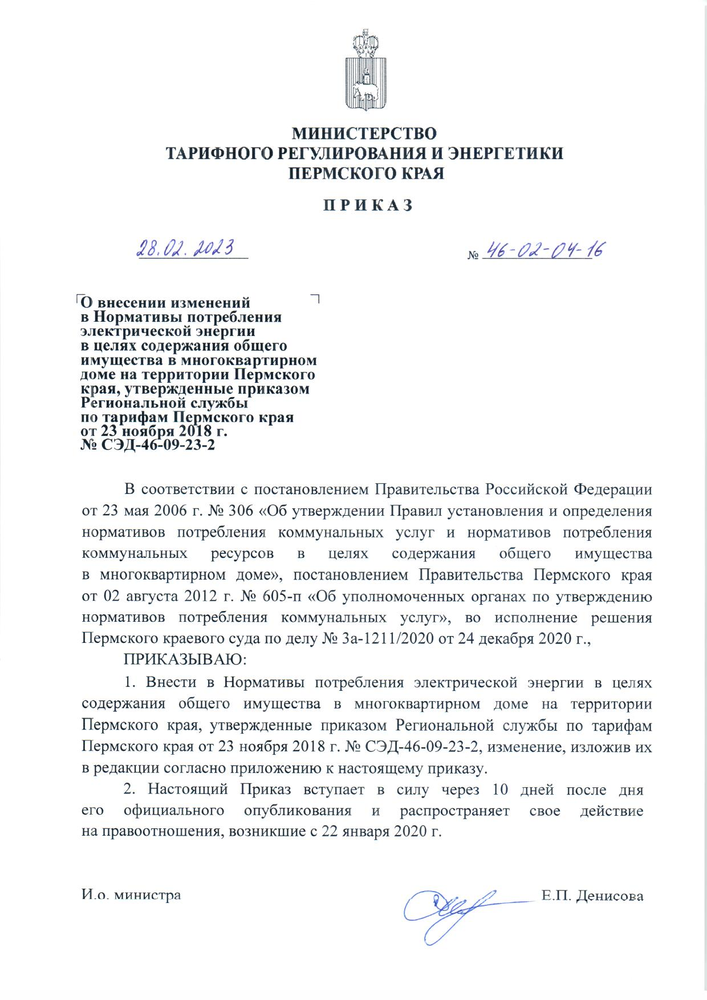 МИНИСТЕРСТВО
ТАРИФНОГО РЕГУЛИРОВАНИЯ И ЭНЕРГЕТИКИ
ПЕРМСКОГО КРАЯ
П Р И К А З
28.02.2023
№ 46-02-04-16
О внесении изменений
в Нормативы потребления
электрической энергии
в целях содержания общего
имущества в многоквартирном
доме на территории Пермского
края, утвержденные приказом
Региональной службы
по тарифам Пермского края
от 23 ноября 2018 г.
№ СЭД-46-09-23-2
В соответствии с постановлением Правительства Российской Федерации
от 23 мая 2006 г. № 306 «Об утверждении Правил установления и определения
нормативов потребления коммунальных услуг и нормативов потребления
коммунальных ресурсов в целях содержания общего имущества
в многоквартирном доме», постановлением Правительства Пермского края
от 02 августа 2012 г. № 605-п «Об уполномоченных органах по утверждению
нормативов потребления коммунальных услуг», во исполнение решения
Пермского краевого суда по делу № 3а-1211/2020 от 24 декабря 2020 г.,
ПРИКАЗЫВАЮ:
1. Внести в Нормативы потребления электрической энергии в целях
содержания общего имущества в многоквартирном доме на территории
Пермского края, утвержденные приказом Региональной службы по тарифам
Пермского края от 23 ноября 2018 г. № СЭД-46-09-23-2, изменение, изложив их
в редакции согласно приложению к настоящему приказу.
2. Настоящий Приказ вступает в силу через 10 дней после дня
его официального опубликования и распространяет свое действие
на правоотношения, возникшие с 22 января 2020 г.
И.о. министра
Е.П. Денисова